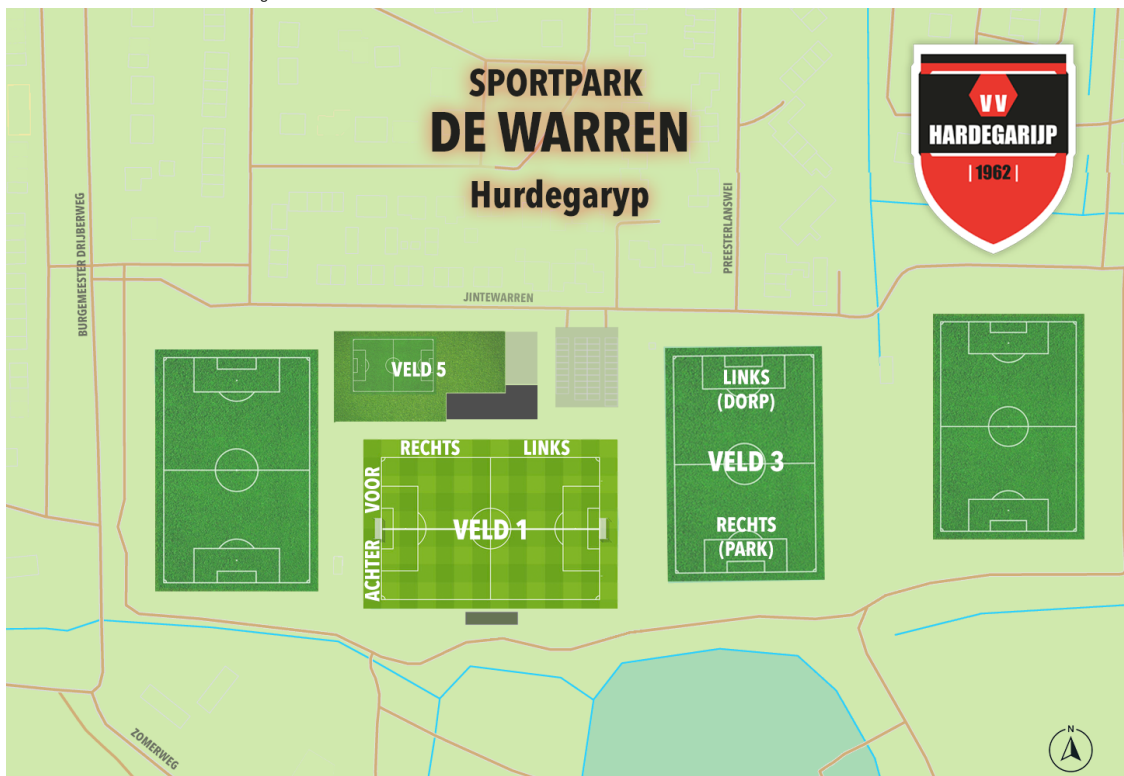 SPORTPARK
DE WARREN
Hurdegaryp
VV
HARDEGARIJP
| 1962 |
BURGEMEESTER DRIJBERWEG
PREESTERLANSWEI
JINTEWARREN
VELD 5
LINKS
(DORP)
VELD 3
RECHTS
(PARK)
RECHTS
LINKS
VOOR
ACHTER
VELD 1
ZOMERWEG
N